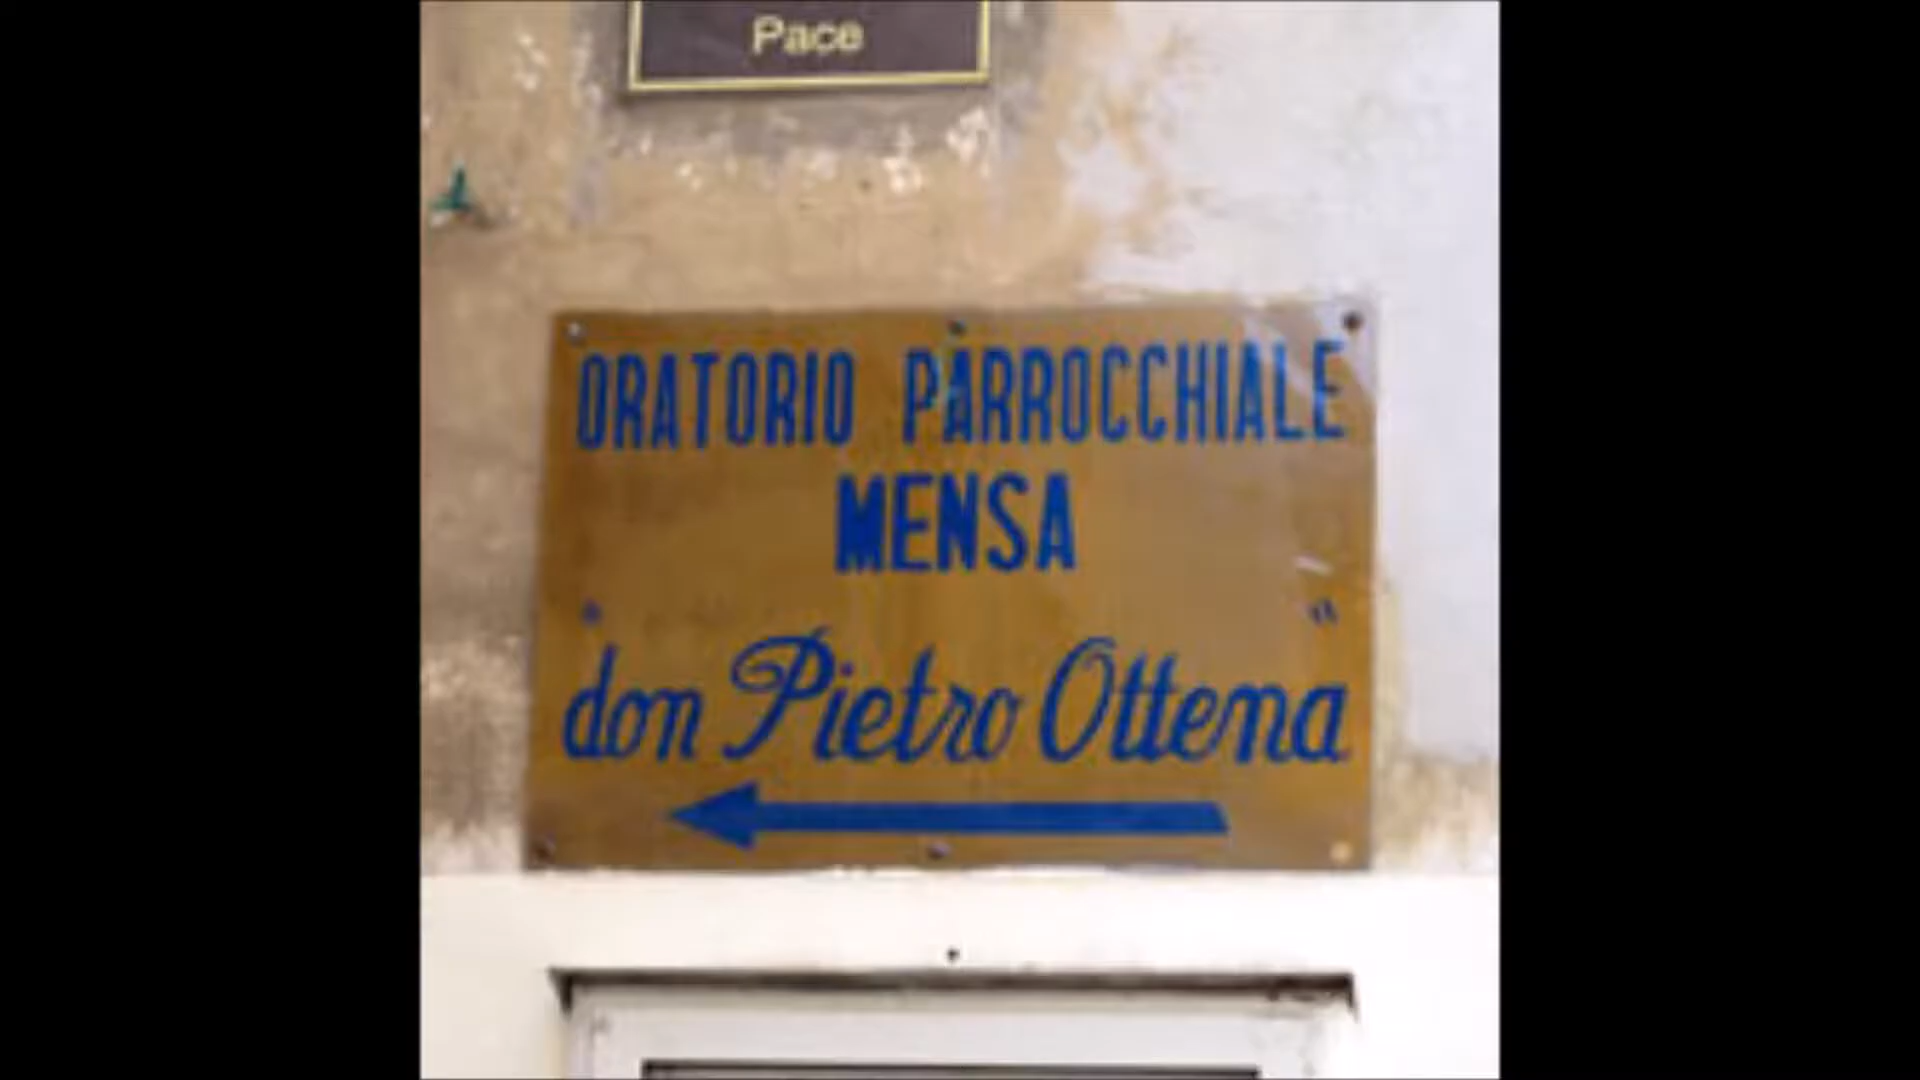 Pace
ORATORIO PARROCCHIALE
MENSA
" "
don Pietro Ottena